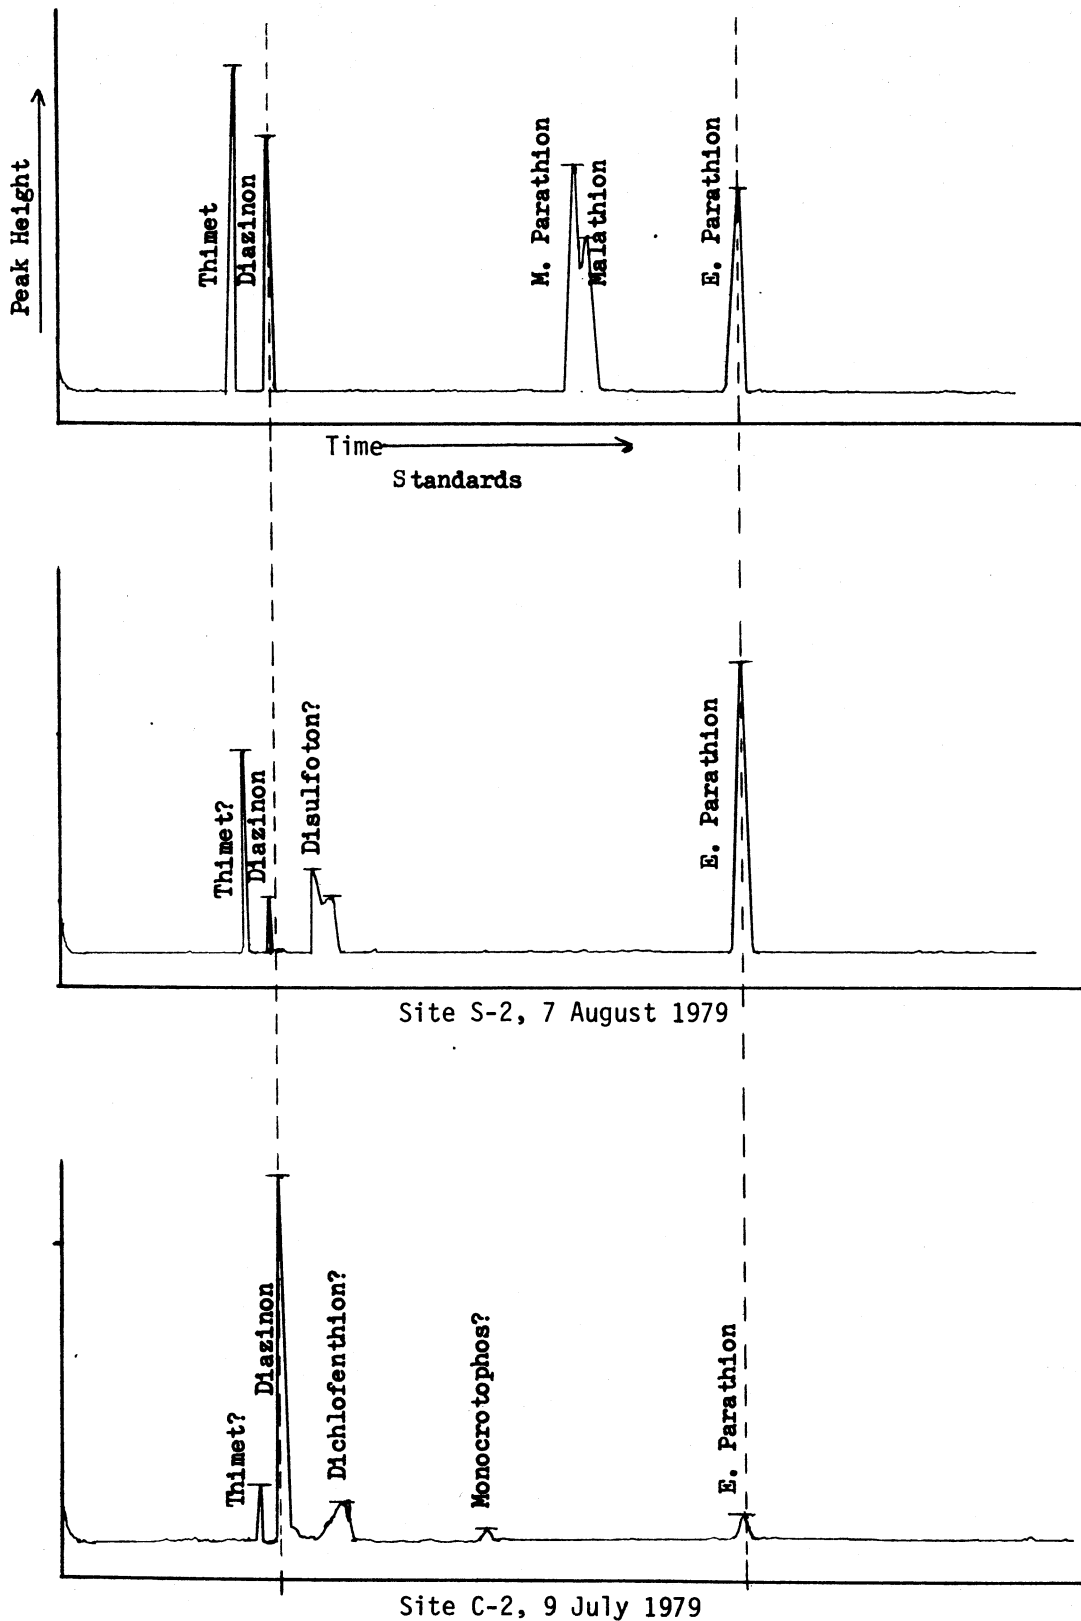 Peak Height
Thimet
Diazinon
M. Parathion
Malathion
E. Parathion
Time
Standards
Thimet?
Diazinon
Disulfoton?
E. Parathion
Site S-2, 7 August 1979
Thimet?
Diazinon
Dichlofenthion?
Monocrotophos?
E. Parathion
Site C-2, 9 July 1979